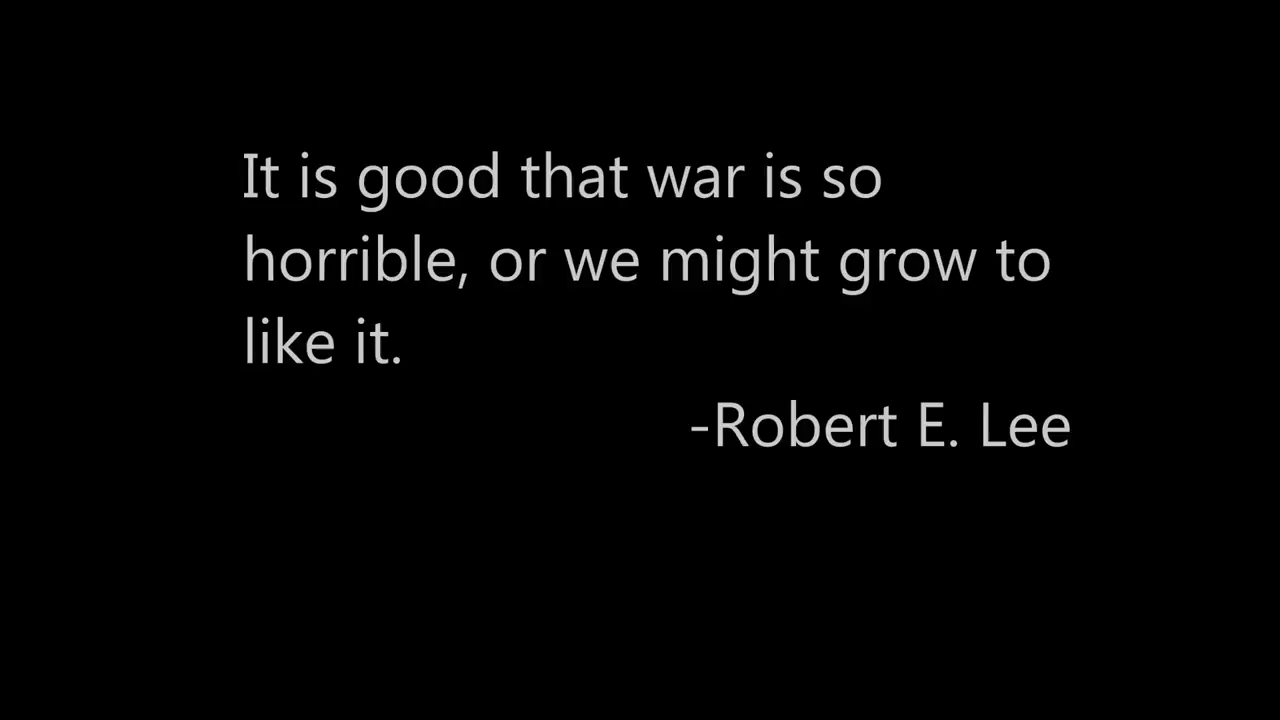 It is good that war is so
horrible, or we might grow to
like it.
-Robert E. Lee